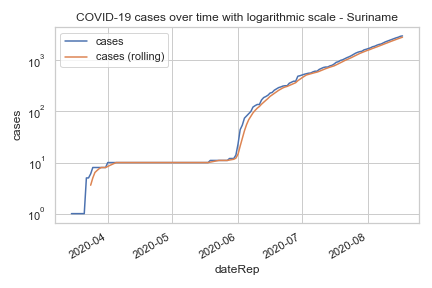 COVID-19 cases over time with logarithmic scale - Suriname
cases
cases (rolling)
10³
10²
10¹
10⁰
cases
2020-04
2020-05
2020-06
2020-07
2020-08
dateRep